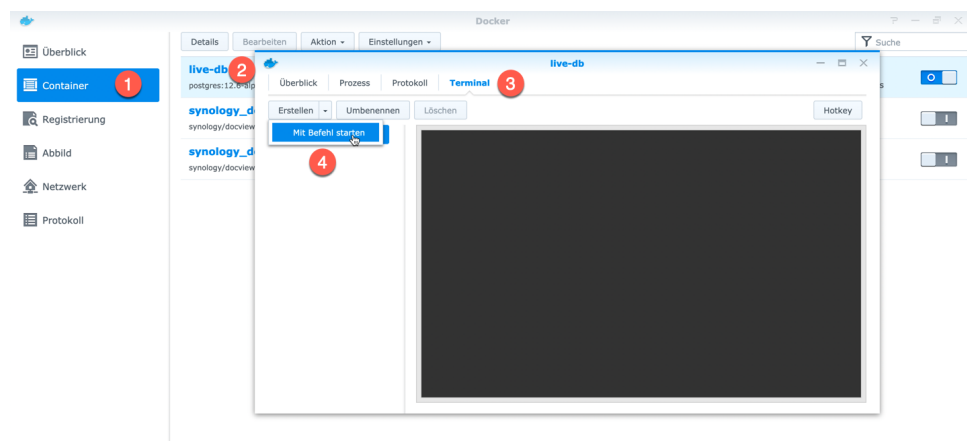 Docker
Überblick
Container
1
Registrierung
Abbild
Netzwerk
Protokoll
Details Bearbeiten Aktion Einstellungen
Suche
live-db
2
postgres:12.6-alp
synology_d
synology/docview
synology_d
synology/docview
live-db
Überblick Prozess Protokoll Terminal
3
Erstellen Umbenennen Löschen Hotkey
Mit Befehl starten
4